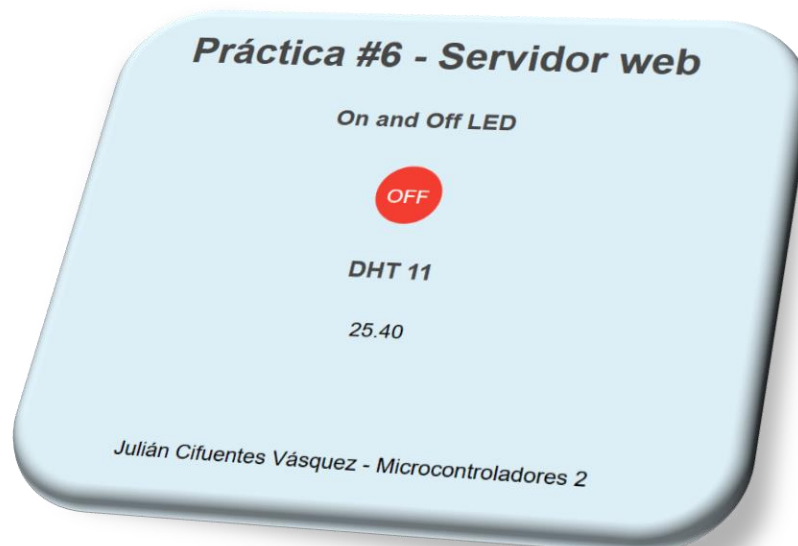 Práctica #6 - Servidor web
On and Off LED
OFF
DHT 11
25.40
Julián Cifuentes Vásquez - Microcontroladores 2